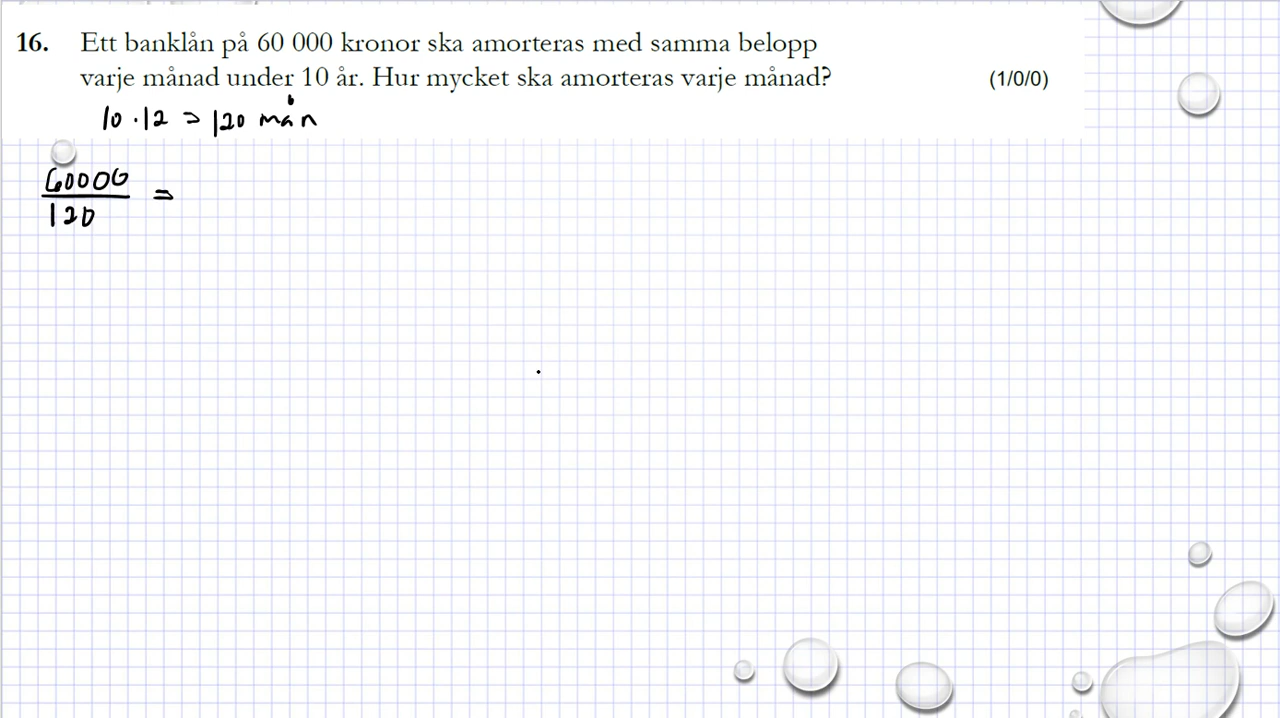 16. Ett banklån på 60 000 kronor ska amorteras med samma belopp
varje månad under 10 år. Hur mycket ska amorteras varje månad? (1/0/0)
10 · 12 = 120 mån
60000
120 =